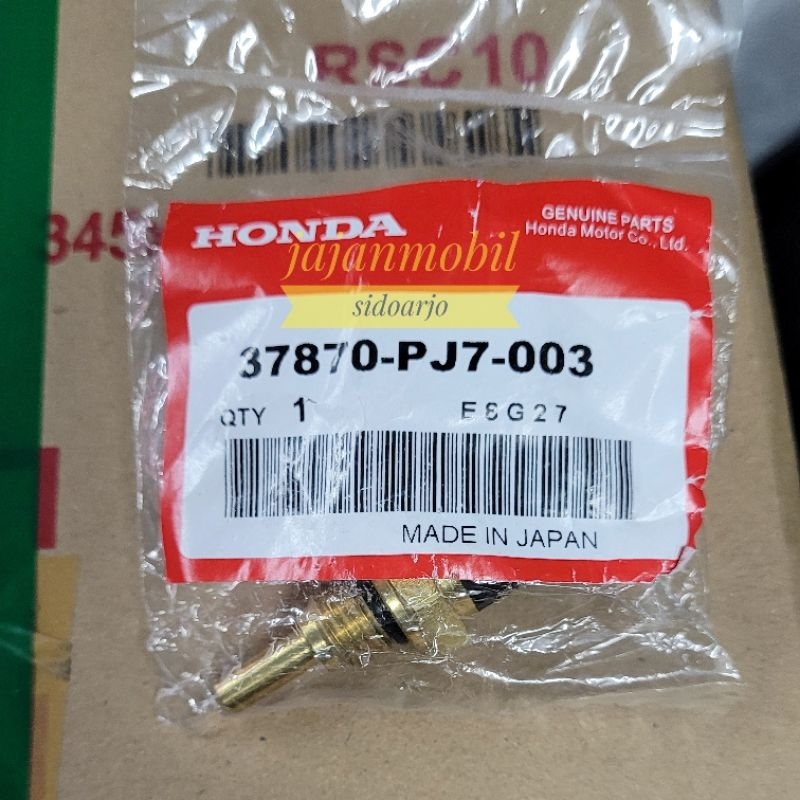 RSC10
345
HONDA
GENUINE PARTS
Honda Motor Co., Ltd.
jajanmobil
sidoarjo
37870-PJ7-003
QTY 1 E8G27
MADE IN JAPAN